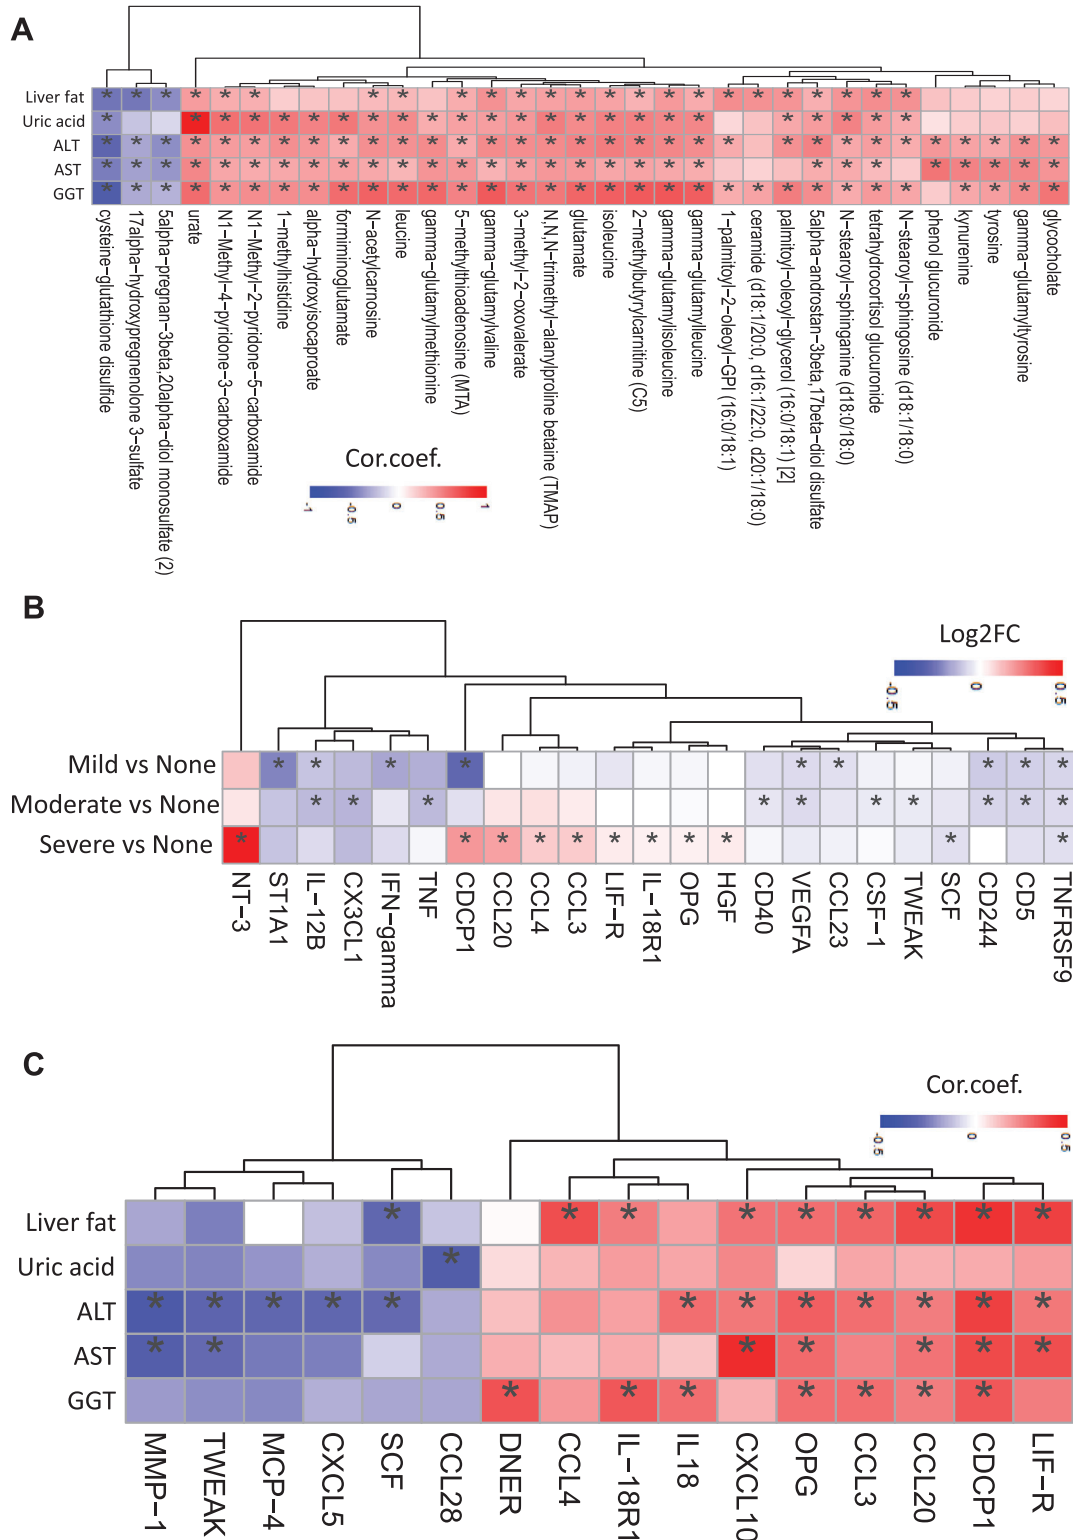 A
Liver fat
Uric acid
ALT
AST
GGT
cysteine−glutathione disulfide
17alpha−hydroxypregnenolone 3−sulfate
5alpha−pregnan−3beta,20alpha−diol monosulfate (2)
urate
N1−Methyl−4−pyridone−3−carboxamide
N1−Methyl−2−pyridone−5−carboxamide
1−methylhistidine
alpha−hydroxyisocaproate
formiminoglutamate
N−acetylcarnosine
leucine
gamma−glutamylmethionine
5−methylthioadenosine (MTA)
gamma−glutamylvaline
3−methyl−2−oxovalerate
N,N,N−trimethyl−alanylproline betaine (TMAP)
glutamate
isoleucine
2−methylbutyrylcarnitine (C5)
gamma−glutamylisoleucine
gamma−glutamylleucine
1−palmitoyl−2−oleoyl−GPI (16:0/18:1)
ceramide (d18:1/20:0, d16:1/22:0, d20:1/18:0)
palmitoyl−oleoyl−glycerol (16:0/18:1) [2]
5alpha−androstan−3beta,17beta−diol disulfate
N−stearoyl−sphinganine (d18:0/18:0)
tetrahydrocortisol glucuronide
N−stearoyl−sphingosine (d18:1/18:0)
phenol glucuronide
kynurenine
tyrosine
gamma−glutamyltyrosine
glycocholate
Cor.coef.
-1
-0.5
0
0.5
1
B
Log2FC
-0.5
0
0.5
Mild vs None
Moderate vs None
Severe vs None
NT−3
ST1A1
IL−12B
CX3CL1
IFN−gamma
TNF
CDCP1
CCL20
CCL4
CCL3
LIF−R
IL−18R1
OPG
HGF
CD40
VEGFA
CCL23
CSF−1
TWEAK
SCF
CD244
CD5
TNFRSF9
C
Cor.coef.
-0.5
0
0.5
Liver fat
Uric acid
ALT
AST
GGT
MMP−1
TWEAK
MCP−4
CXCL5
SCF
CCL28
DNER
CCL4
IL−18R1
IL18
CXCL10
OPG
CCL3
CCL20
CDCP1
LIF−R